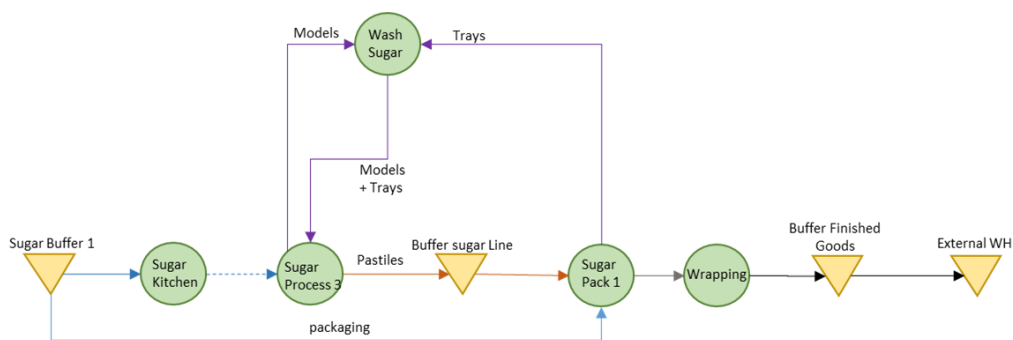 Models
Wash
Sugar
Trays
Models
+ Trays
Sugar Buffer 1
Sugar
Kitchen
Sugar
Process 3
Pastiles
Buffer sugar Line
Sugar
Pack 1
Wrapping
Buffer Finished
Goods
External WH
packaging